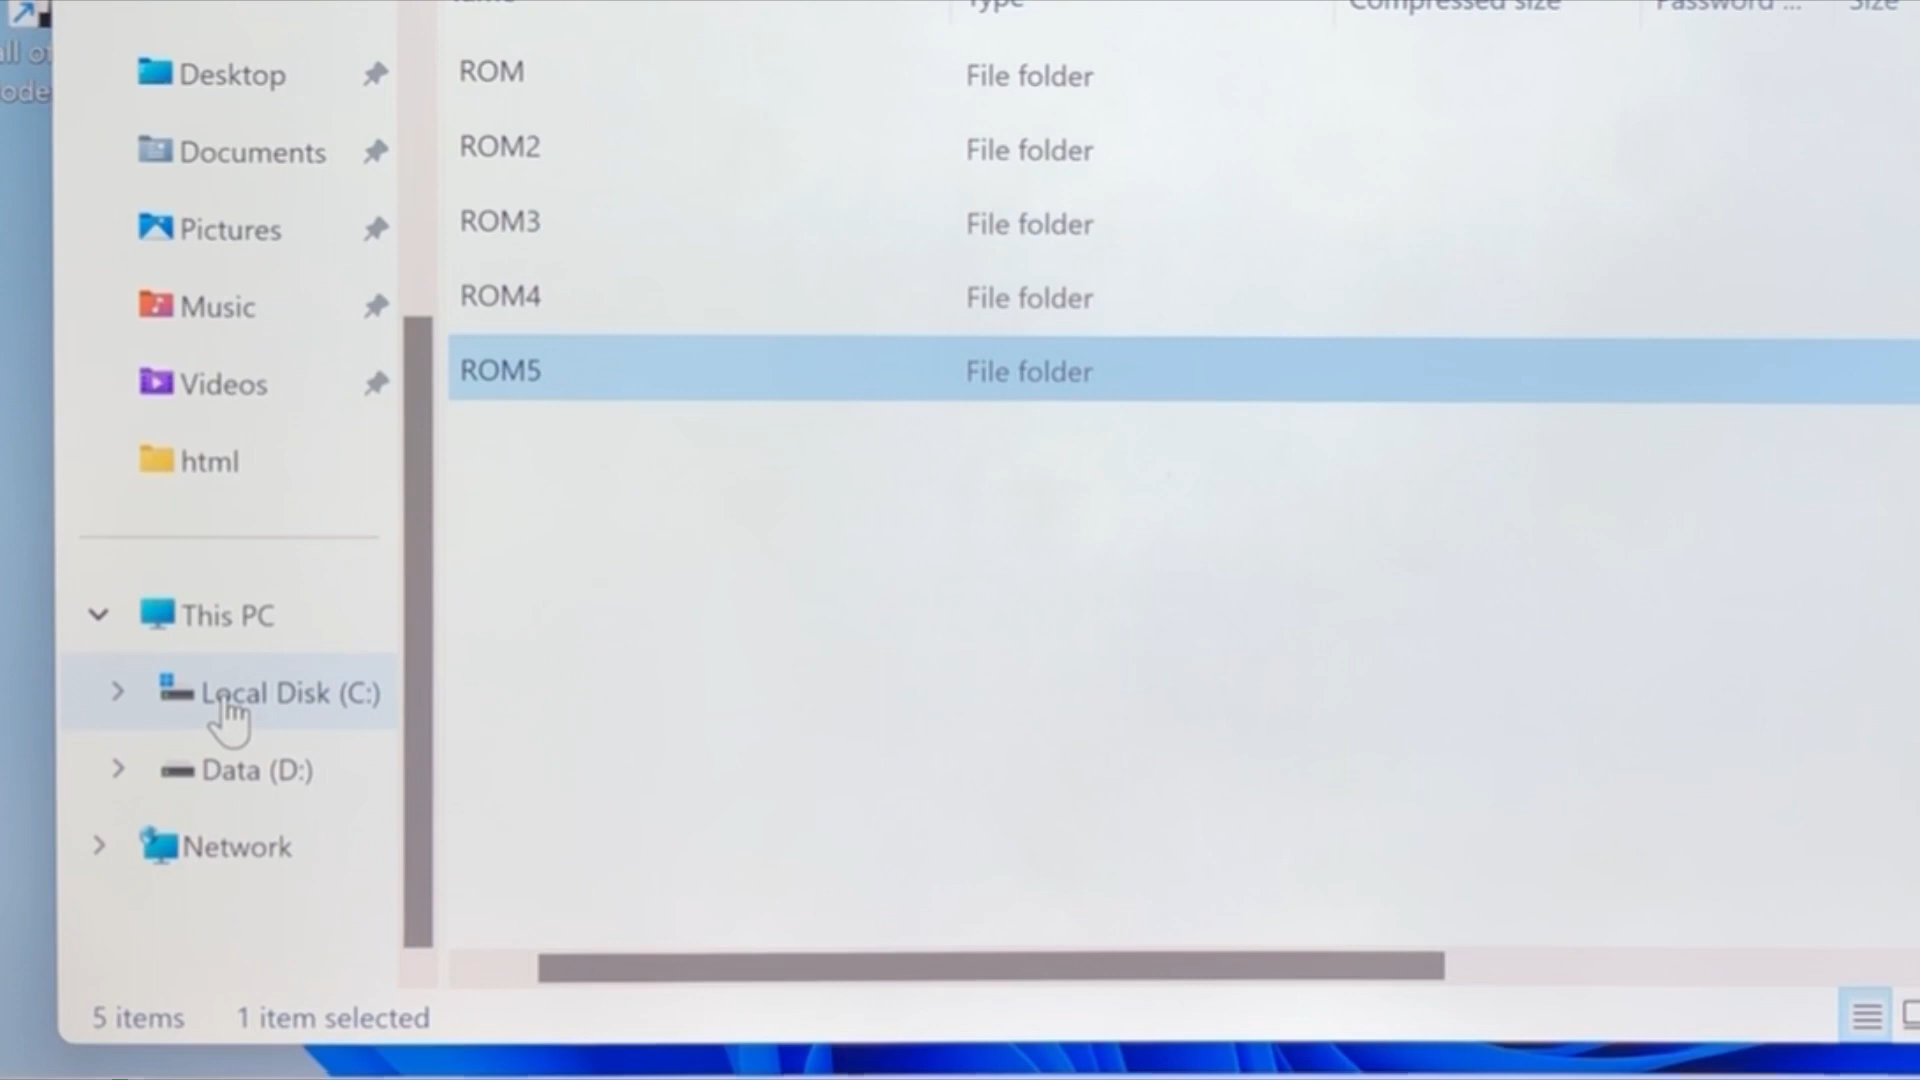 Type Compressed size Password ... Size
Desktop
Documents
Pictures
Music
Videos
html
This PC
Local Disk (C:)
Data (D:)
Network
ROM File folder
ROM2 File folder
ROM3 File folder
ROM4 File folder
ROM5 File folder
5 items 1 item selected